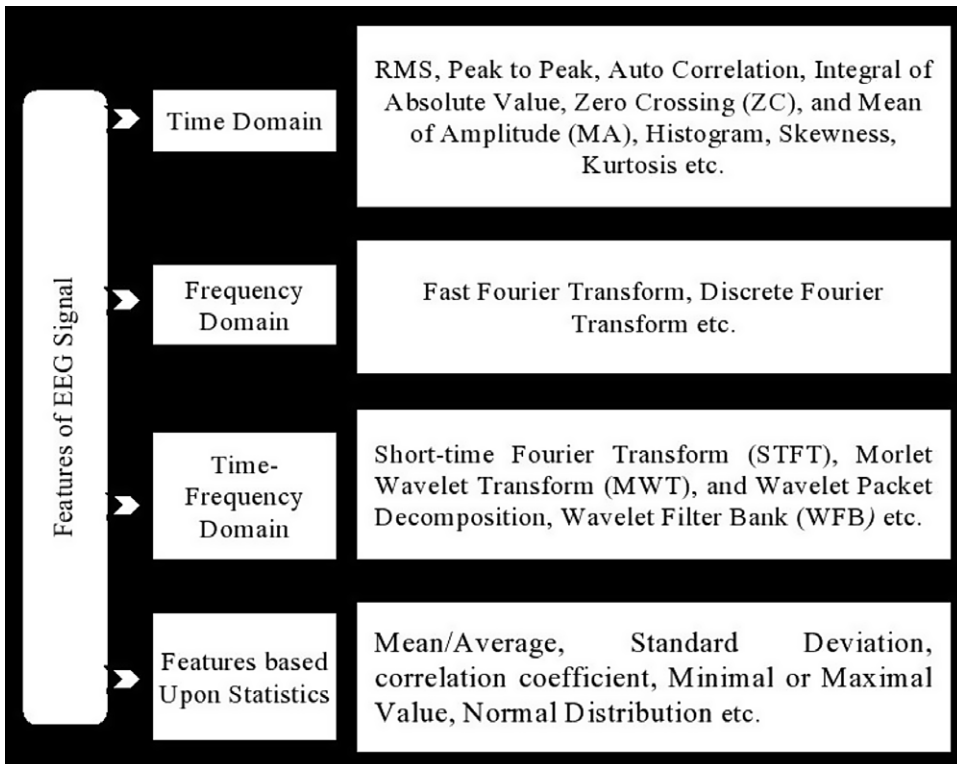 Features of EEG Signal
Time Domain
RMS, Peak to Peak, Auto Correlation, Integral of
Absolute Value, Zero Crossing (ZC), and Mean
of Amplitude (MA), Histogram, Skewness,
Kurtosis etc.
Frequency
Domain
Fast Fourier Transform, Discrete Fourier
Transform etc.
Time-
Frequency
Domain
Short-time Fourier Transform (STFT), Morlet
Wavelet Transform (MWT), and Wavelet Packet
Decomposition, Wavelet Filter Bank (WFB) etc.
Features based
Upon Statistics
Mean/Average, Standard Deviation,
correlation coefficient, Minimal or Maximal
Value, Normal Distribution etc.